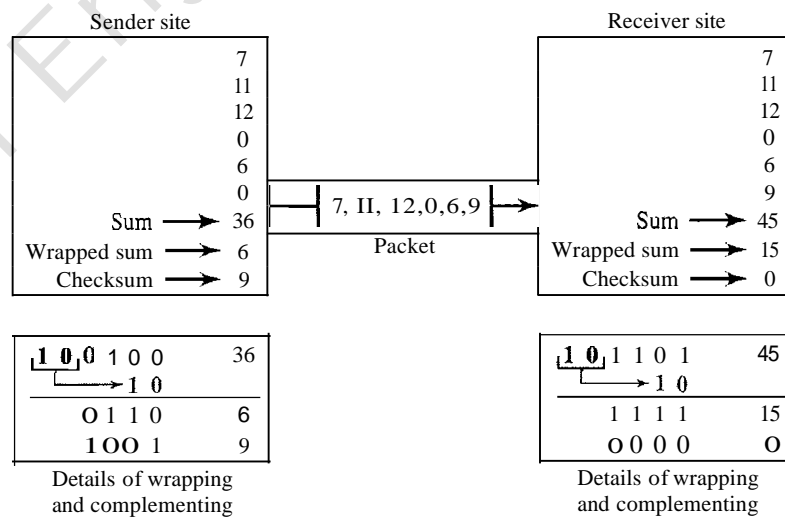 Sender site
7
11
12
0
6
0
Sum 36
Wrapped sum 6
Checksum 9
7, II, 12,0,6,9
Packet
Receiver site
7
11
12
0
6
9
Sum 45
Wrapped sum 15
Checksum 0
1 0 0 1 0 0 36
1 0
O 1 1 0 6
1 O O 1 9
Details of wrapping
and complementing
1 0 1 1 0 1 45
1 0
1 1 1 1 15
O 0 0 0 O
Details of wrapping
and complementing